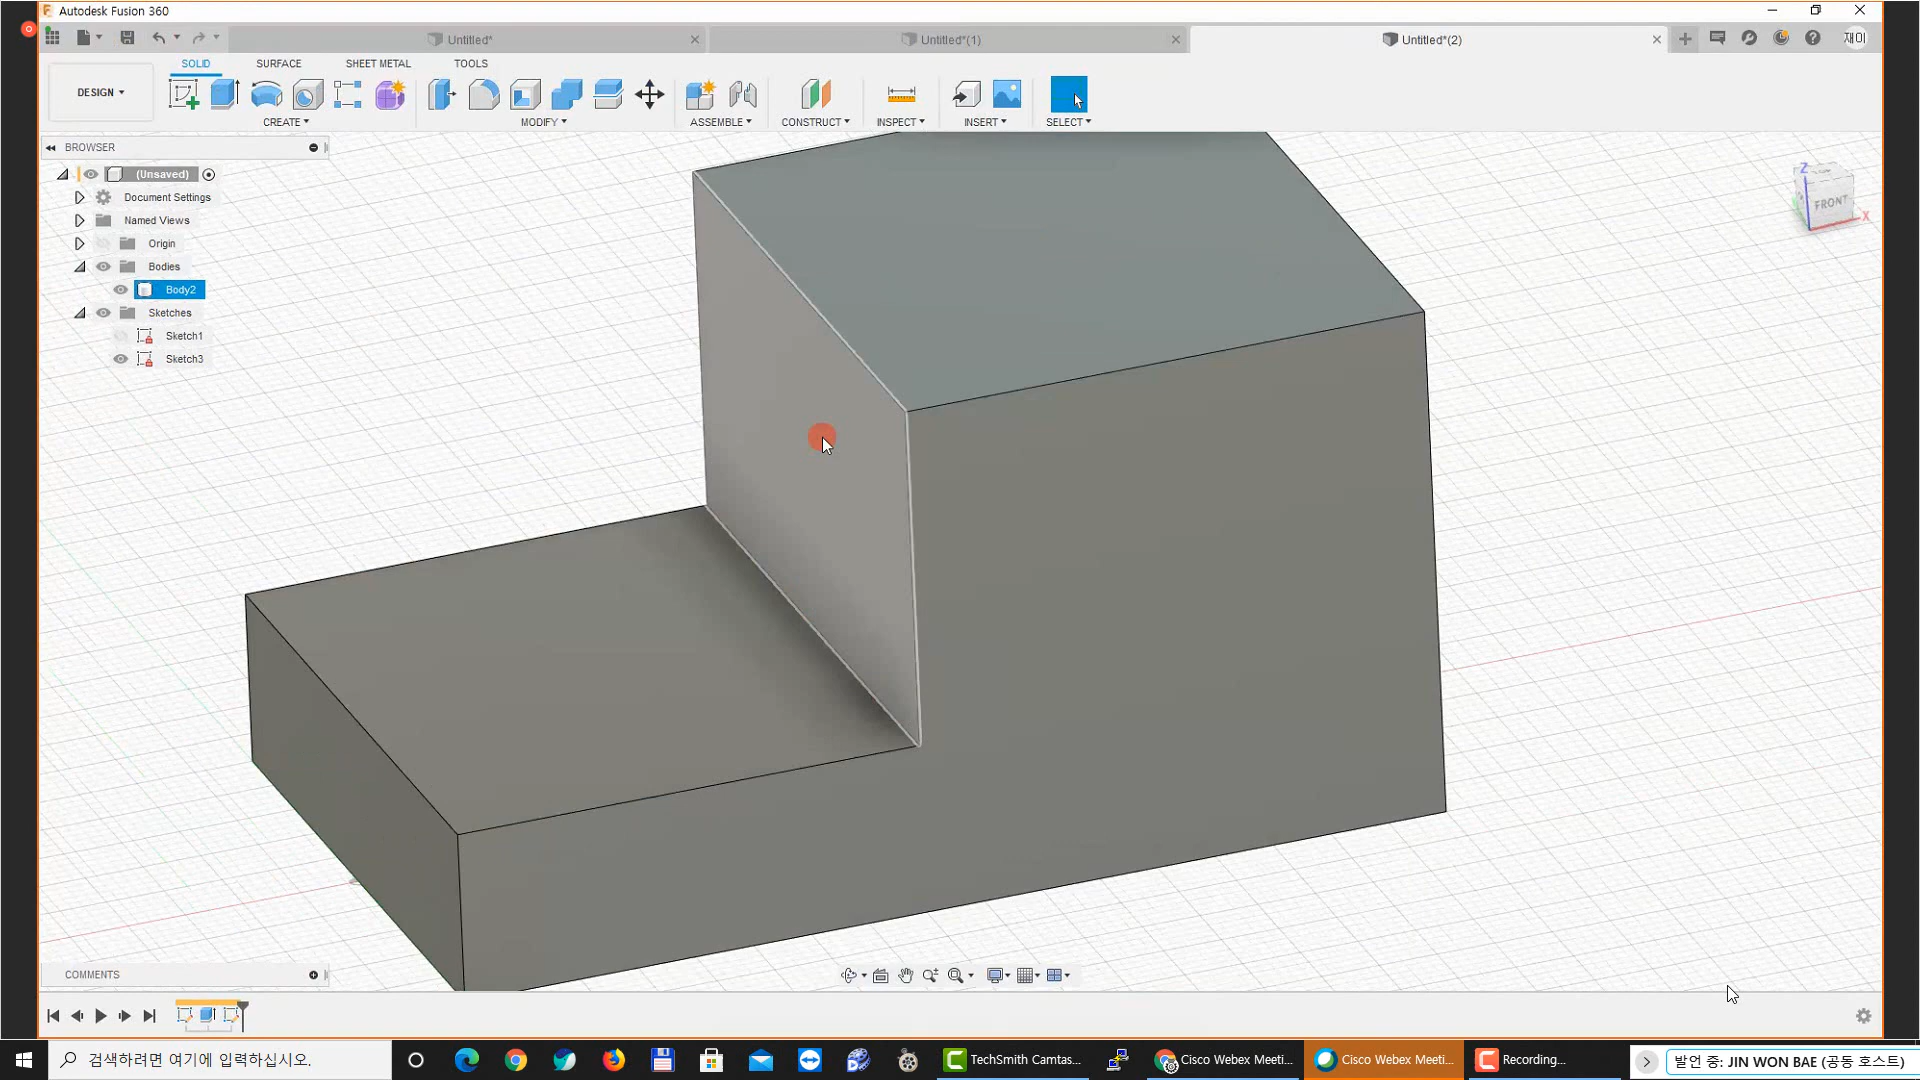 Autodesk Fusion 360
Untitled*
Untitled*(1)
Untitled*(2)
재이
DESIGN
SOLID
SURFACE
SHEET METAL
TOOLS
CREATE
MODIFY
ASSEMBLE
CONSTRUCT
INSPECT
INSERT
SELECT
BROWSER
(Unsaved)
Document Settings
Named Views
Origin
Bodies
Body2
Sketches
Sketch1
Sketch3
Z
FRONT
X
COMMENTS
검색하려면 여기에 입력하십시오.
TechSmith Camtas...
Cisco Webex Meeti...
Cisco Webex Meeti...
Recording...
발언 중: JIN WON BAE (공동 호스트)